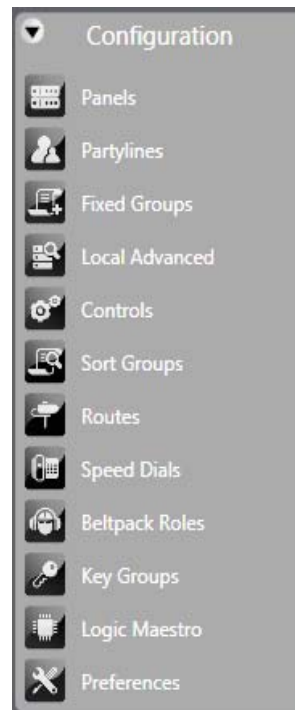 Configuration
Panels
Partylines
Fixed Groups
Local Advanced
Controls
Sort Groups
Routes
Speed Dials
Beltpack Roles
Key Groups
Logic Maestro
Preferences